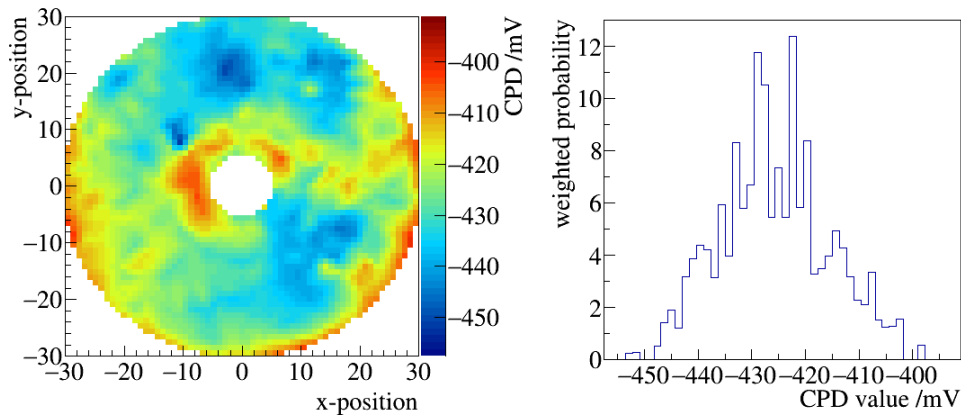 y-position
30
20
10
0
−10
−20
−30
−30 −20 −10 0 10 20 30
x-position
CPD /mV
−400
−410
−420
−430
−440
−450
weighted probability
12
10
8
6
4
2
0
−450 −440 −430 −420 −410 −400
CPD value /mV